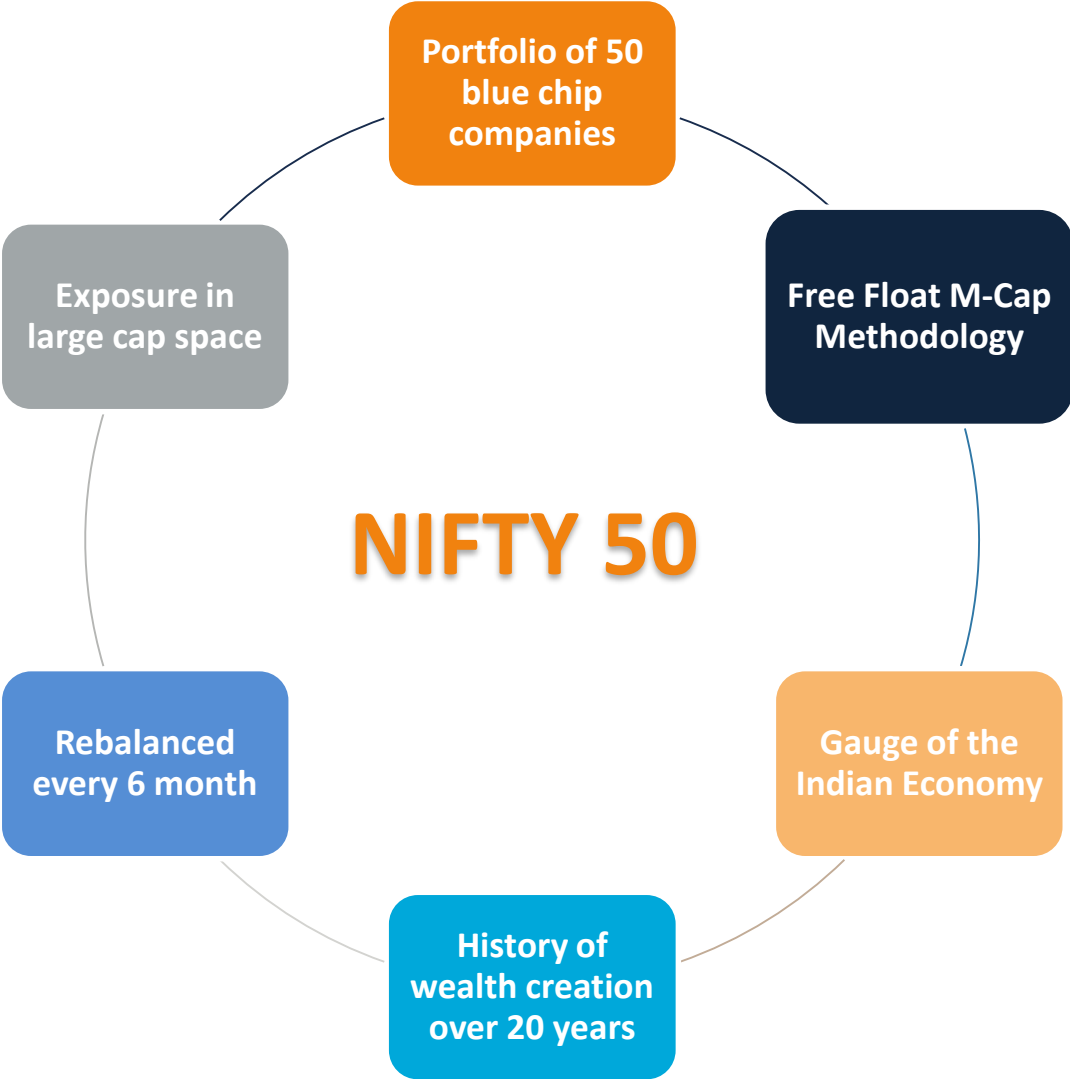 Portfolio of 50
blue chip
companies
Free Float M-Cap
Methodology
Gauge of the
Indian Economy
History of
wealth creation
over 20 years
Rebalanced
every 6 month
Exposure in
large cap space
NIFTY 50